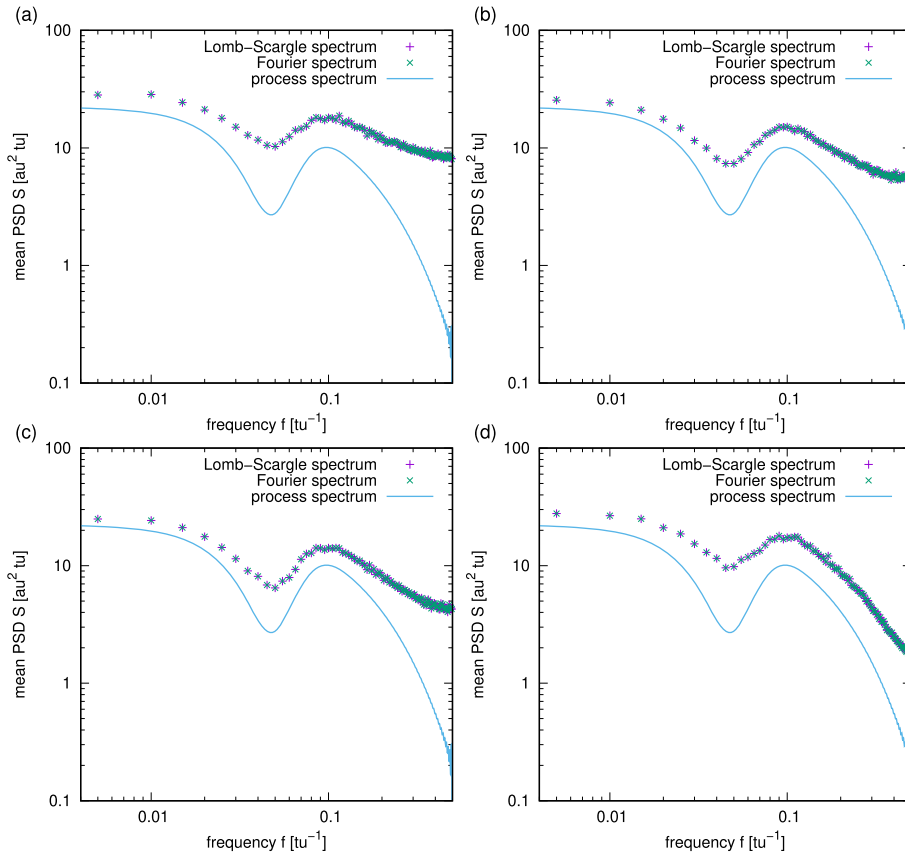 (a)
100
10
1
0.1
0.01
0.1
mean PSD S [au² tu]
frequency f [tu⁻¹]
Lomb−Scargle spectrum
Fourier spectrum
process spectrum
(b)
100
10
1
0.1
0.01
0.1
mean PSD S [au² tu]
frequency f [tu⁻¹]
Lomb−Scargle spectrum
Fourier spectrum
process spectrum
(c)
100
10
1
0.1
0.01
0.1
mean PSD S [au² tu]
frequency f [tu⁻¹]
Lomb−Scargle spectrum
Fourier spectrum
process spectrum
(d)
100
10
1
0.1
0.01
0.1
mean PSD S [au² tu]
frequency f [tu⁻¹]
Lomb−Scargle spectrum
Fourier spectrum
process spectrum